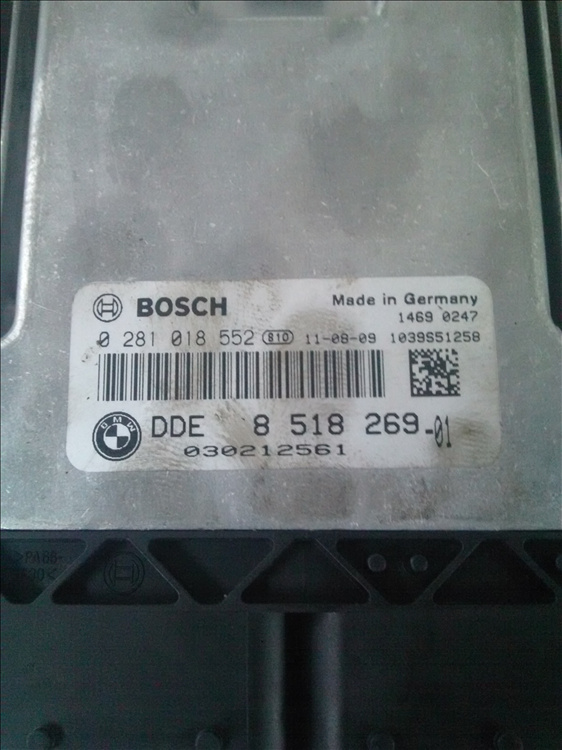 BOSCH
Made in Germany
1469 0247
0 281 018 552 810 11-08-09 1039S51258
BMW
DDE 8 518 269-01
030212561